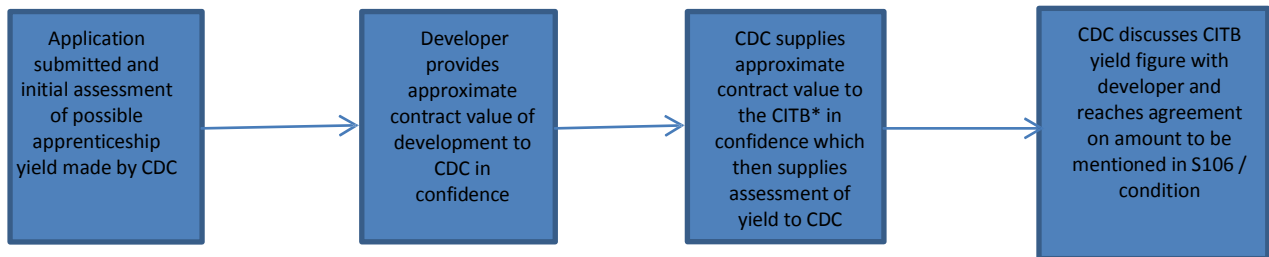 Application
submitted and
initial assessment
of possible
apprenticeship
yield made by CDC
Developer
provides
approximate
contract value of
development to
CDC in
confidence
CDC supplies
approximate
contract value to
the CITB* in
confidence which
then supplies
assessment of
yield to CDC
CDC discusses CITB
yield figure with
developer and
reaches agreement
on amount to be
mentioned in S106 /
condition